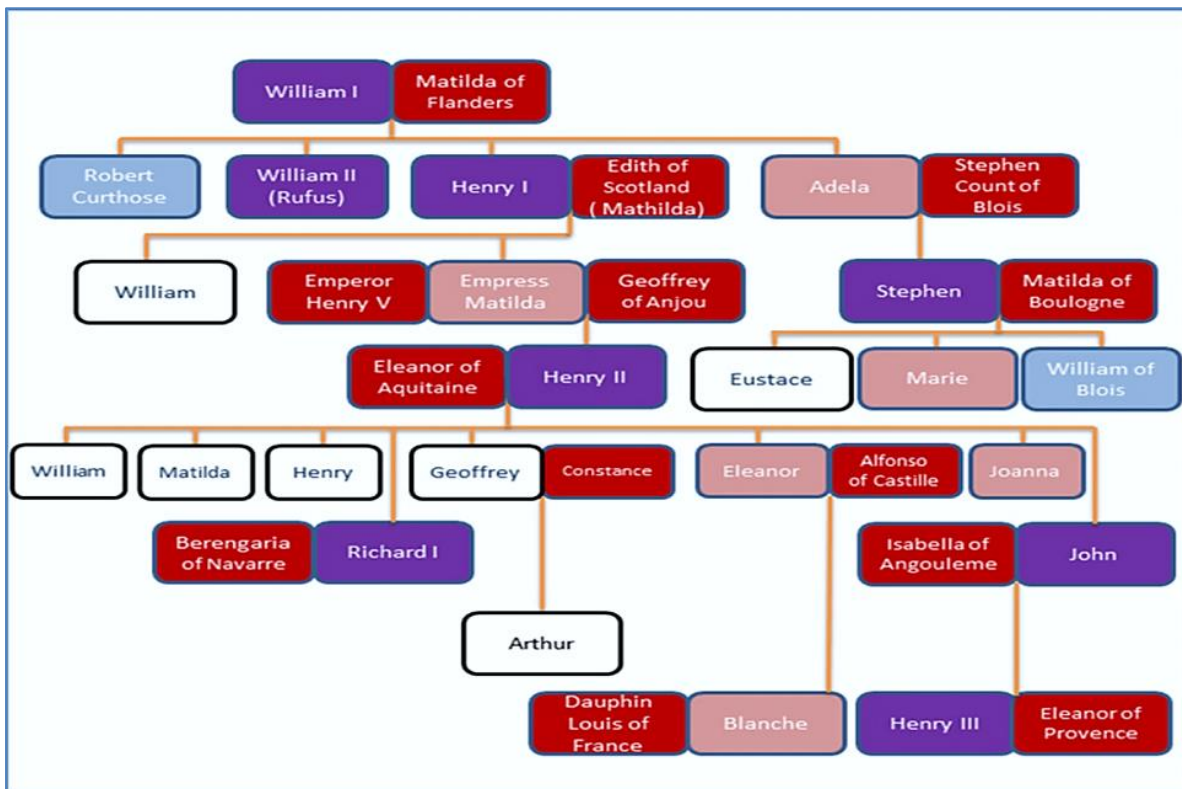 William I
Matilda of
Flanders
Robert
Curthose
William II
(Rufus)
Henry I
Edith of
Scotland
( Mathilda)
Adela
Stephen
Count of
Blois
William
Emperor
Henry V
Empress
Matilda
Geoffrey
of Anjou
Stephen
Matilda of
Boulogne
Eleanor of
Aquitaine
Henry II
Eustace
Marie
William of
Blois
William
Matilda
Henry
Geoffrey
Constance
Eleanor
Alfonso
of Castille
Joanna
Berengaria
of Navarre
Richard I
Isabella of
Angouleme
John
Arthur
Dauphin
Louis of
France
Blanche
Henry III
Eleanor of
Provence